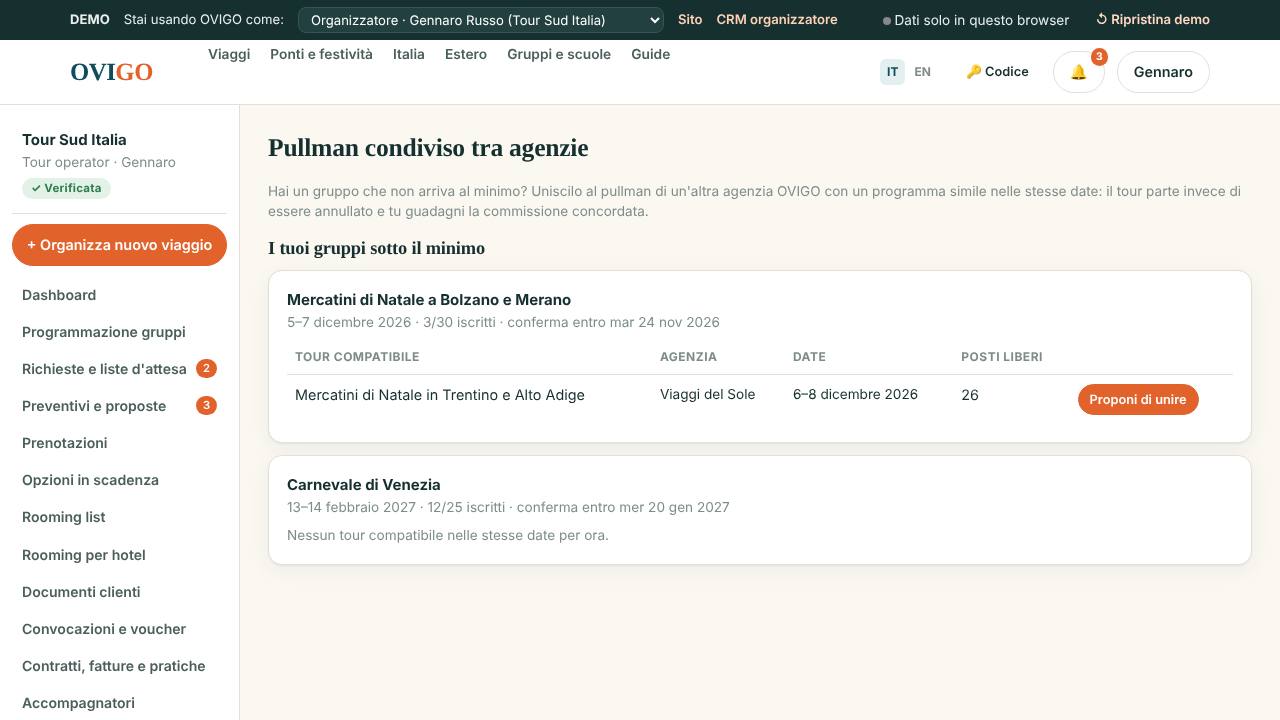 DEMO Stai usando OVIGO come: Organizzatore · Gennaro Russo (Tour Sud Italia) Sito CRM organizzatore Dati solo in questo browser ↺ Ripristina demo
OVIGO Viaggi Ponti e festività Italia Estero Gruppi e scuole Guide IT EN 🔑 Codice 🔔 3 Gennaro
Tour Sud Italia
Tour operator · Gennaro
✓ Verificata
+ Organizza nuovo viaggio
Dashboard
Programmazione gruppi
Richieste e liste d'attesa 2
Preventivi e proposte 3
Prenotazioni
Opzioni in scadenza
Rooming list
Rooming per hotel
Documenti clienti
Convocazioni e voucher
Contratti, fatture e pratiche
Accompagnatori
Pullman condiviso tra agenzie
Hai un gruppo che non arriva al minimo? Uniscilo al pullman di un'altra agenzia OVIGO con un programma simile nelle stesse date: il tour parte invece di
essere annullato e tu guadagni la commissione concordata.
I tuoi gruppi sotto il minimo
Mercatini di Natale a Bolzano e Merano
5–7 dicembre 2026 · 3/30 iscritti · conferma entro mar 24 nov 2026
TOUR COMPATIBILE AGENZIA DATE POSTI LIBERI
Mercatini di Natale in Trentino e Alto Adige Viaggi del Sole 6–8 dicembre 2026 26 Proponi di unire
Carnevale di Venezia
13–14 febbraio 2027 · 12/25 iscritti · conferma entro mer 20 gen 2027
Nessun tour compatibile nelle stesse date per ora.